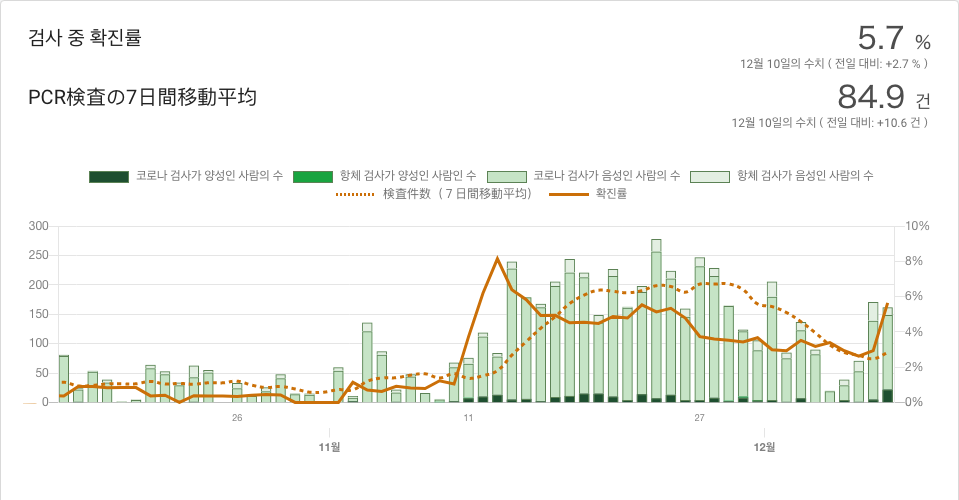 검사 중 확진률
5.7 %
12월 10일의 수치 ( 전일 대비: +2.7 % )
PCR検査の7日間移動平均
84.9 건
12월 10일의 수치 ( 전일 대비: +10.6 건 )
코로나 검사가 양성인 사람의 수 항체 검사가 양성인 사람인 수 코로나 검사가 음성인 사람의 수 항체 검사가 음성인 사람의 수
検査件数（７日間移動平均） 확진률
300 10%
250 8%
200 6%
150
100 4%
50 2%
0 0%
26 11 27
11월 12월